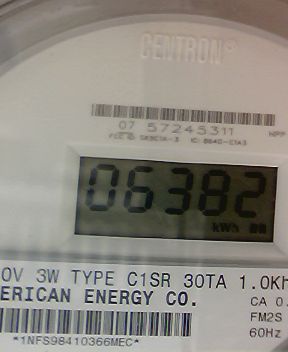 CENTRON®
07 57245311
06382
kWh
0V 3W TYPE C1SR 30TA 1.0Kh
ERICAN ENERGY CO.
CA 0.
FM2S
60Hz
*1NFS98410366MEC*